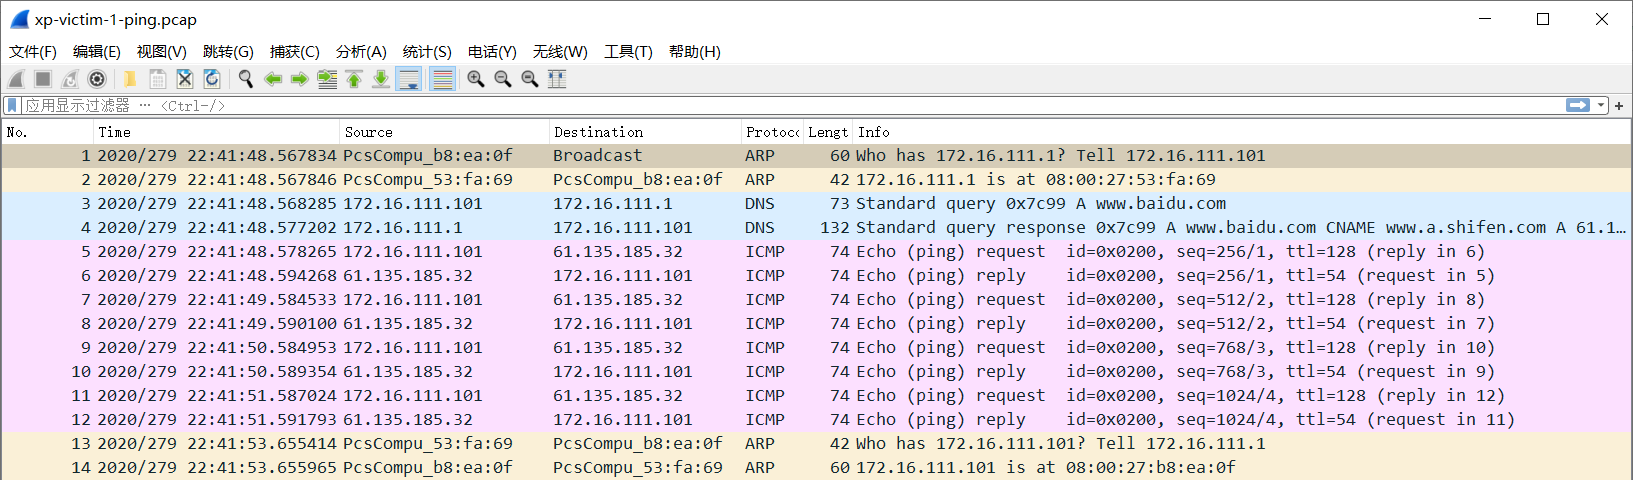 xp-victim-1-ping.pcap
文件(F) 编辑(E) 视图(V) 跳转(G) 捕获(C) 分析(A) 统计(S) 电话(Y) 无线(W) 工具(T) 帮助(H)
应用显示过滤器 … <Ctrl-/>
No. Time Source Destination Protocc Lengt Info
1 2020/279 22:41:48.567834 PcsCompu_b8:ea:0f Broadcast ARP 60 Who has 172.16.111.1? Tell 172.16.111.101
2 2020/279 22:41:48.567846 PcsCompu_53:fa:69 PcsCompu_b8:ea:0f ARP 42 172.16.111.1 is at 08:00:27:53:fa:69
3 2020/279 22:41:48.568285 172.16.111.101 172.16.111.1 DNS 73 Standard query 0x7c99 A www.baidu.com
4 2020/279 22:41:48.577202 172.16.111.1 172.16.111.101 DNS 132 Standard query response 0x7c99 A www.baidu.com CNAME www.a.shifen.com A 61.1…
5 2020/279 22:41:48.578265 172.16.111.101 61.135.185.32 ICMP 74 Echo (ping) request id=0x0200, seq=256/1, ttl=128 (reply in 6)
6 2020/279 22:41:48.594268 61.135.185.32 172.16.111.101 ICMP 74 Echo (ping) reply id=0x0200, seq=256/1, ttl=54 (request in 5)
7 2020/279 22:41:49.584533 172.16.111.101 61.135.185.32 ICMP 74 Echo (ping) request id=0x0200, seq=512/2, ttl=128 (reply in 8)
8 2020/279 22:41:49.590100 61.135.185.32 172.16.111.101 ICMP 74 Echo (ping) reply id=0x0200, seq=512/2, ttl=54 (request in 7)
9 2020/279 22:41:50.584953 172.16.111.101 61.135.185.32 ICMP 74 Echo (ping) request id=0x0200, seq=768/3, ttl=128 (reply in 10)
10 2020/279 22:41:50.589354 61.135.185.32 172.16.111.101 ICMP 74 Echo (ping) reply id=0x0200, seq=768/3, ttl=54 (request in 9)
11 2020/279 22:41:51.587024 172.16.111.101 61.135.185.32 ICMP 74 Echo (ping) request id=0x0200, seq=1024/4, ttl=128 (reply in 12)
12 2020/279 22:41:51.591793 61.135.185.32 172.16.111.101 ICMP 74 Echo (ping) reply id=0x0200, seq=1024/4, ttl=54 (request in 11)
13 2020/279 22:41:53.655414 PcsCompu_53:fa:69 PcsCompu_b8:ea:0f ARP 42 Who has 172.16.111.101? Tell 172.16.111.1
14 2020/279 22:41:53.655965 PcsCompu_b8:ea:0f PcsCompu_53:fa:69 ARP 60 172.16.111.101 is at 08:00:27:b8:ea:0f